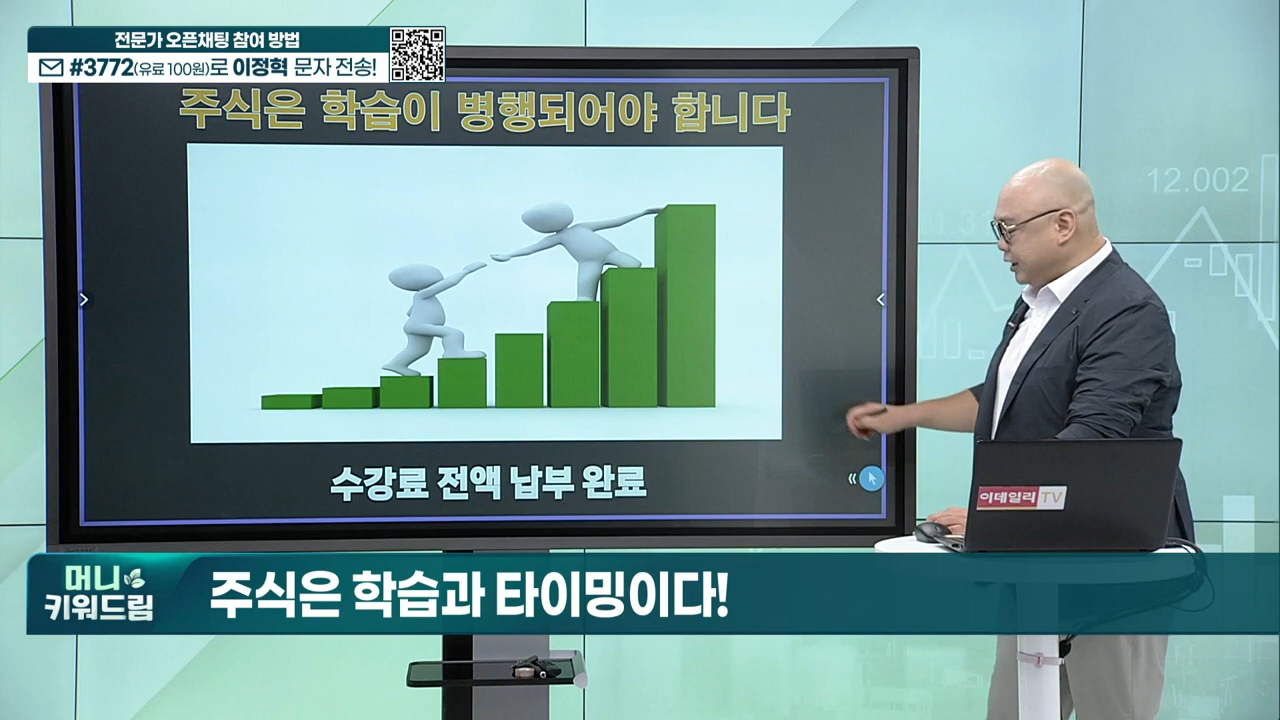 전문가 오픈채팅 참여 방법
#3772(유료 100원)로 이정혁 문자 전송!
주식은 학습이 병행되어야 합니다
12.002
수강료 전액 납부 완료
이데일리 TV
머니
키워드림
주식은 학습과 타이밍이다!